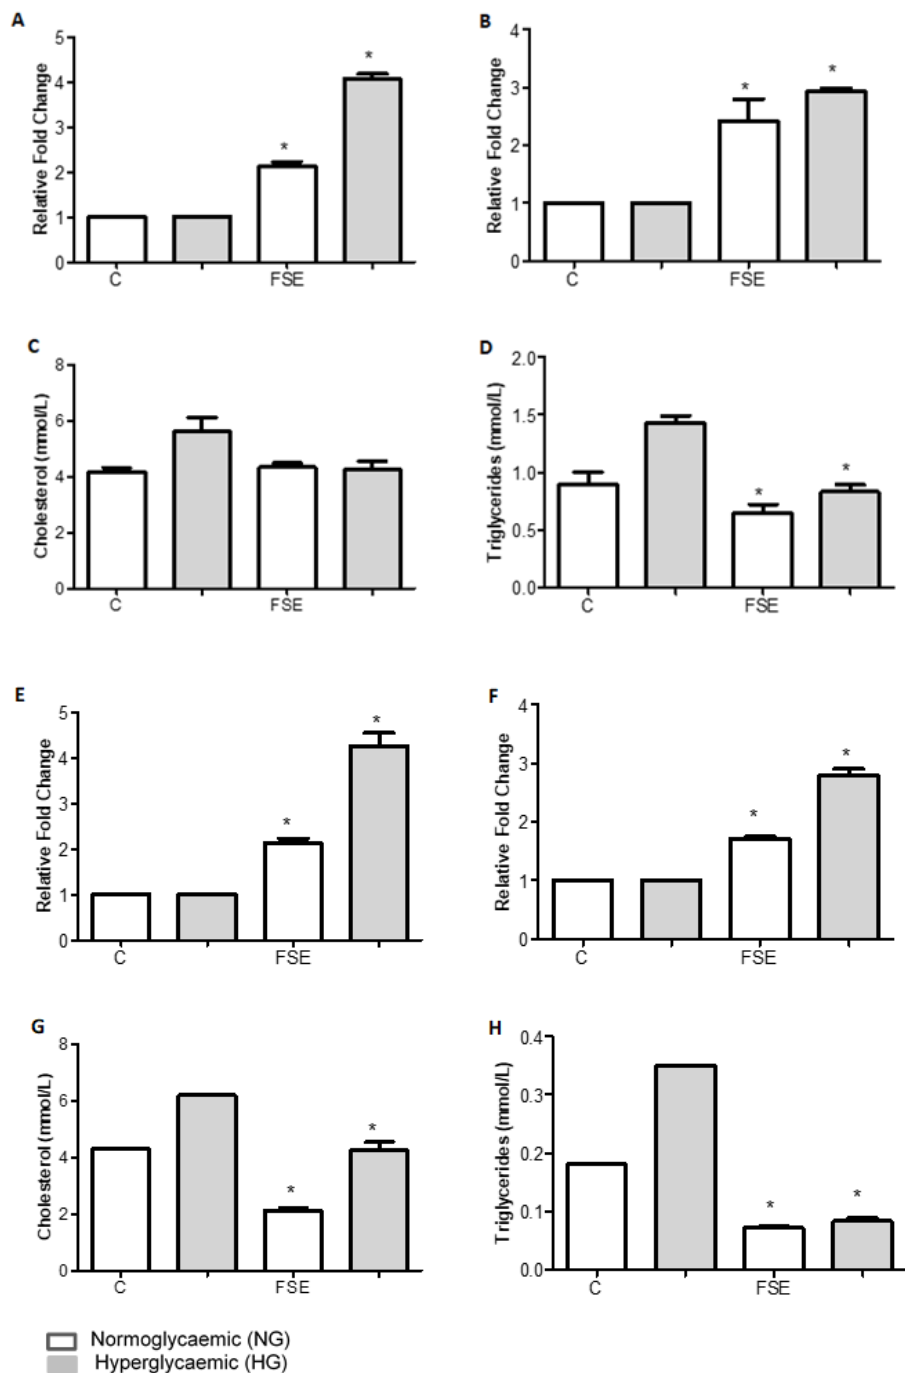 A
Relative Fold Change
5
4
3
2
1
0
*
*
C
FSE
B
Relative Fold Change
4
3
2
1
0
*
*
C
FSE
C
Cholesterol (mmol/L)
8
6
4
2
0
C
FSE
D
Triglycerides (mmol/L)
2.0
1.5
1.0
0.5
0.0
*
*
C
FSE
E
Relative Fold Change
5
4
3
2
1
0
*
*
C
FSE
F
Relative Fold Change
4
3
2
1
0
*
*
C
FSE
G
Cholesterol (mmol/L)
8
6
4
2
0
*
*
C
FSE
H
Triglycerides (mmol/L)
0.4
0.3
0.2
0.1
0.0
*
*
C
FSE
Normoglycaemic (NG)
Hyperglycaemic (HG)